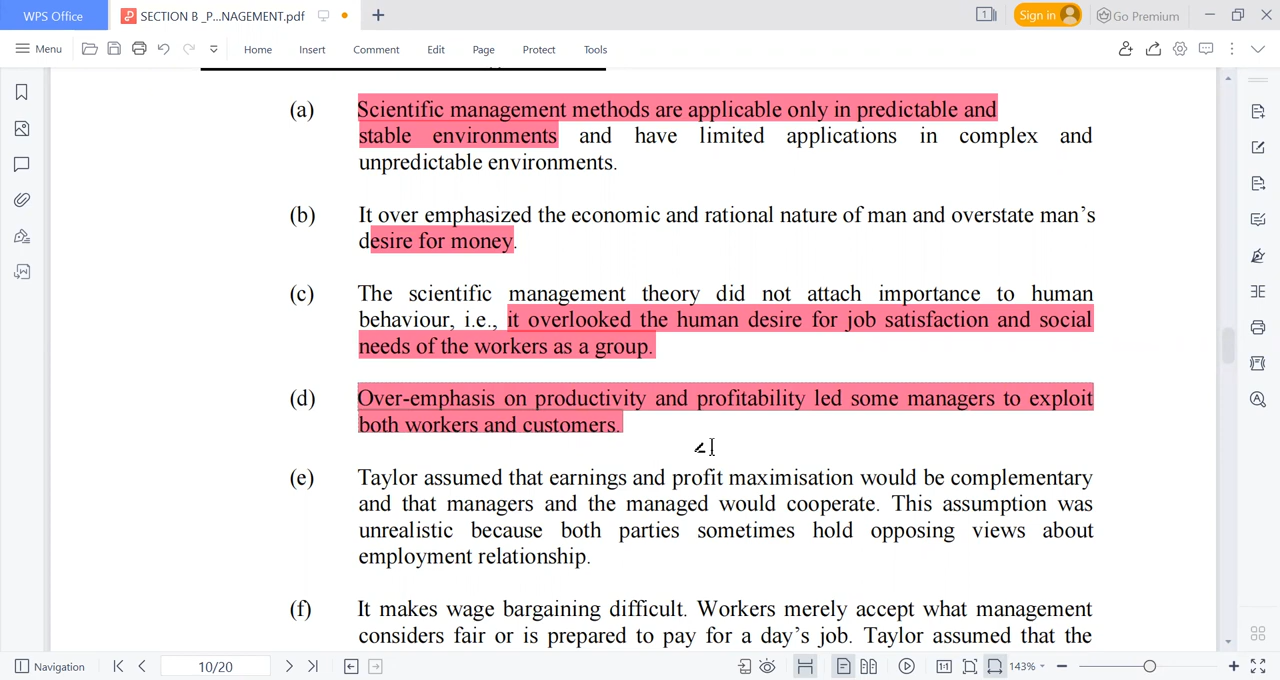 WPS Office
SECTION B _P...NAGEMENT.pdf
Sign in
Go Premium
Menu
Home
Insert
Comment
Edit
Page
Protect
Tools
(a) Scientific management methods are applicable only in predictable and
stable environments and have limited applications in complex and
unpredictable environments.
(b) It over emphasized the economic and rational nature of man and overstate man's
desire for money.
(c) The scientific management theory did not attach importance to human
behaviour, i.e., it overlooked the human desire for job satisfaction and social
needs of the workers as a group.
(d) Over-emphasis on productivity and profitability led some managers to exploit
both workers and customers.
(e) Taylor assumed that earnings and profit maximisation would be complementary
and that managers and the managed would cooperate. This assumption was
unrealistic because both parties sometimes hold opposing views about
employment relationship.
(f) It makes wage bargaining difficult. Workers merely accept what management
considers fair or is prepared to pay for a day's job. Taylor assumed that the
Navigation
10/20
1:1
143%